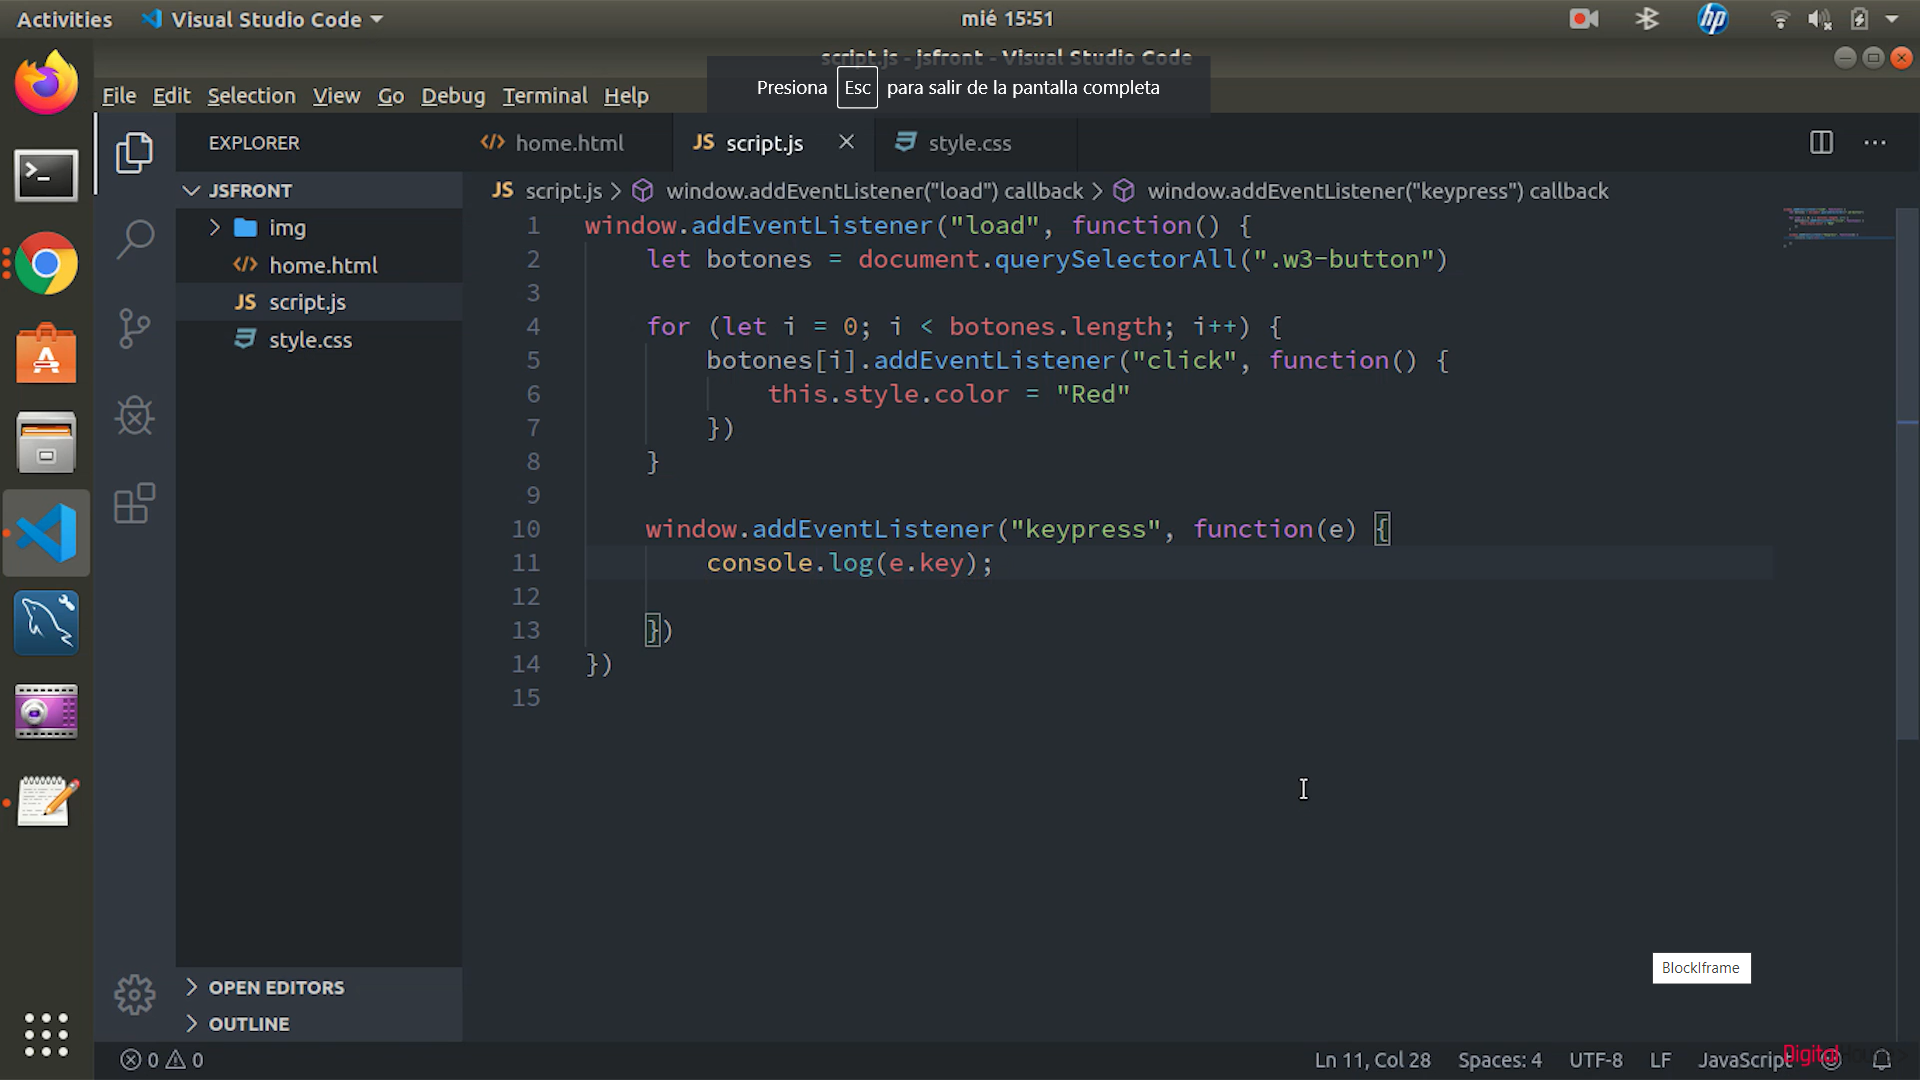 Activities Visual Studio Code mié 15:51
script.js - jsfront - Visual Studio Code
Presiona Esc para salir de la pantalla completa
File Edit Selection View Go Debug Terminal Help
EXPLORER
home.html JS script.js style.css
JSFRONT
img
home.html
JS script.js
style.css
JS script.js > window.addEventListener("load") callback > window.addEventListener("keypress") callback
1 window.addEventListener("load", function() {
2 let botones = document.querySelectorAll(".w3-button")
3
4 for (let i = 0; i < botones.length; i++) {
5 botones[i].addEventListener("click", function() {
6 this.style.color = "Red"
7 })
8 }
9
10 window.addEventListener("keypress", function(e) {
11 console.log(e.key);
12
13 })
14 })
15
BlockIframe
OPEN EDITORS
OUTLINE
0 0
Ln 11, Col 28 Spaces: 4 UTF-8 LF JavaScript
Digital